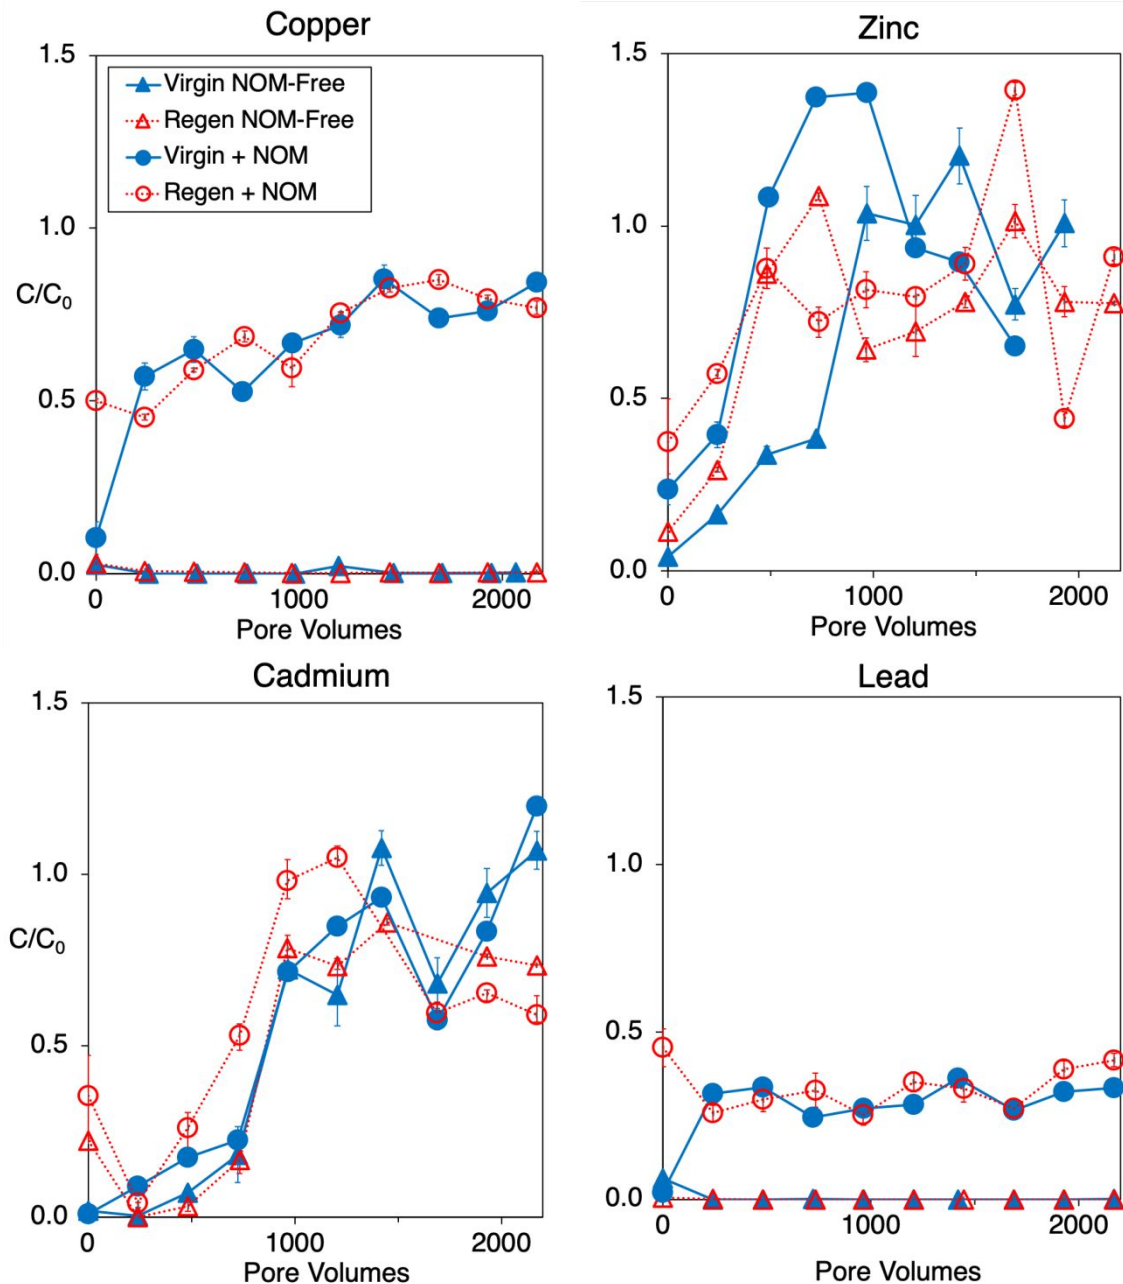 Copper
1.5
Virgin NOM-Free
Regen NOM-Free
Virgin + NOM
Regen + NOM
1.0
C/C0
0.5
0.0
0 1000 2000
Pore Volumes
Zinc
1.5
1.0
0.5
0.0
0 1000 2000
Pore Volumes
Cadmium
1.5
1.0
C/C0
0.5
0.0
0 1000 2000
Pore Volumes
Lead
1.5
1.0
0.5
0.0
0 1000 2000
Pore Volumes